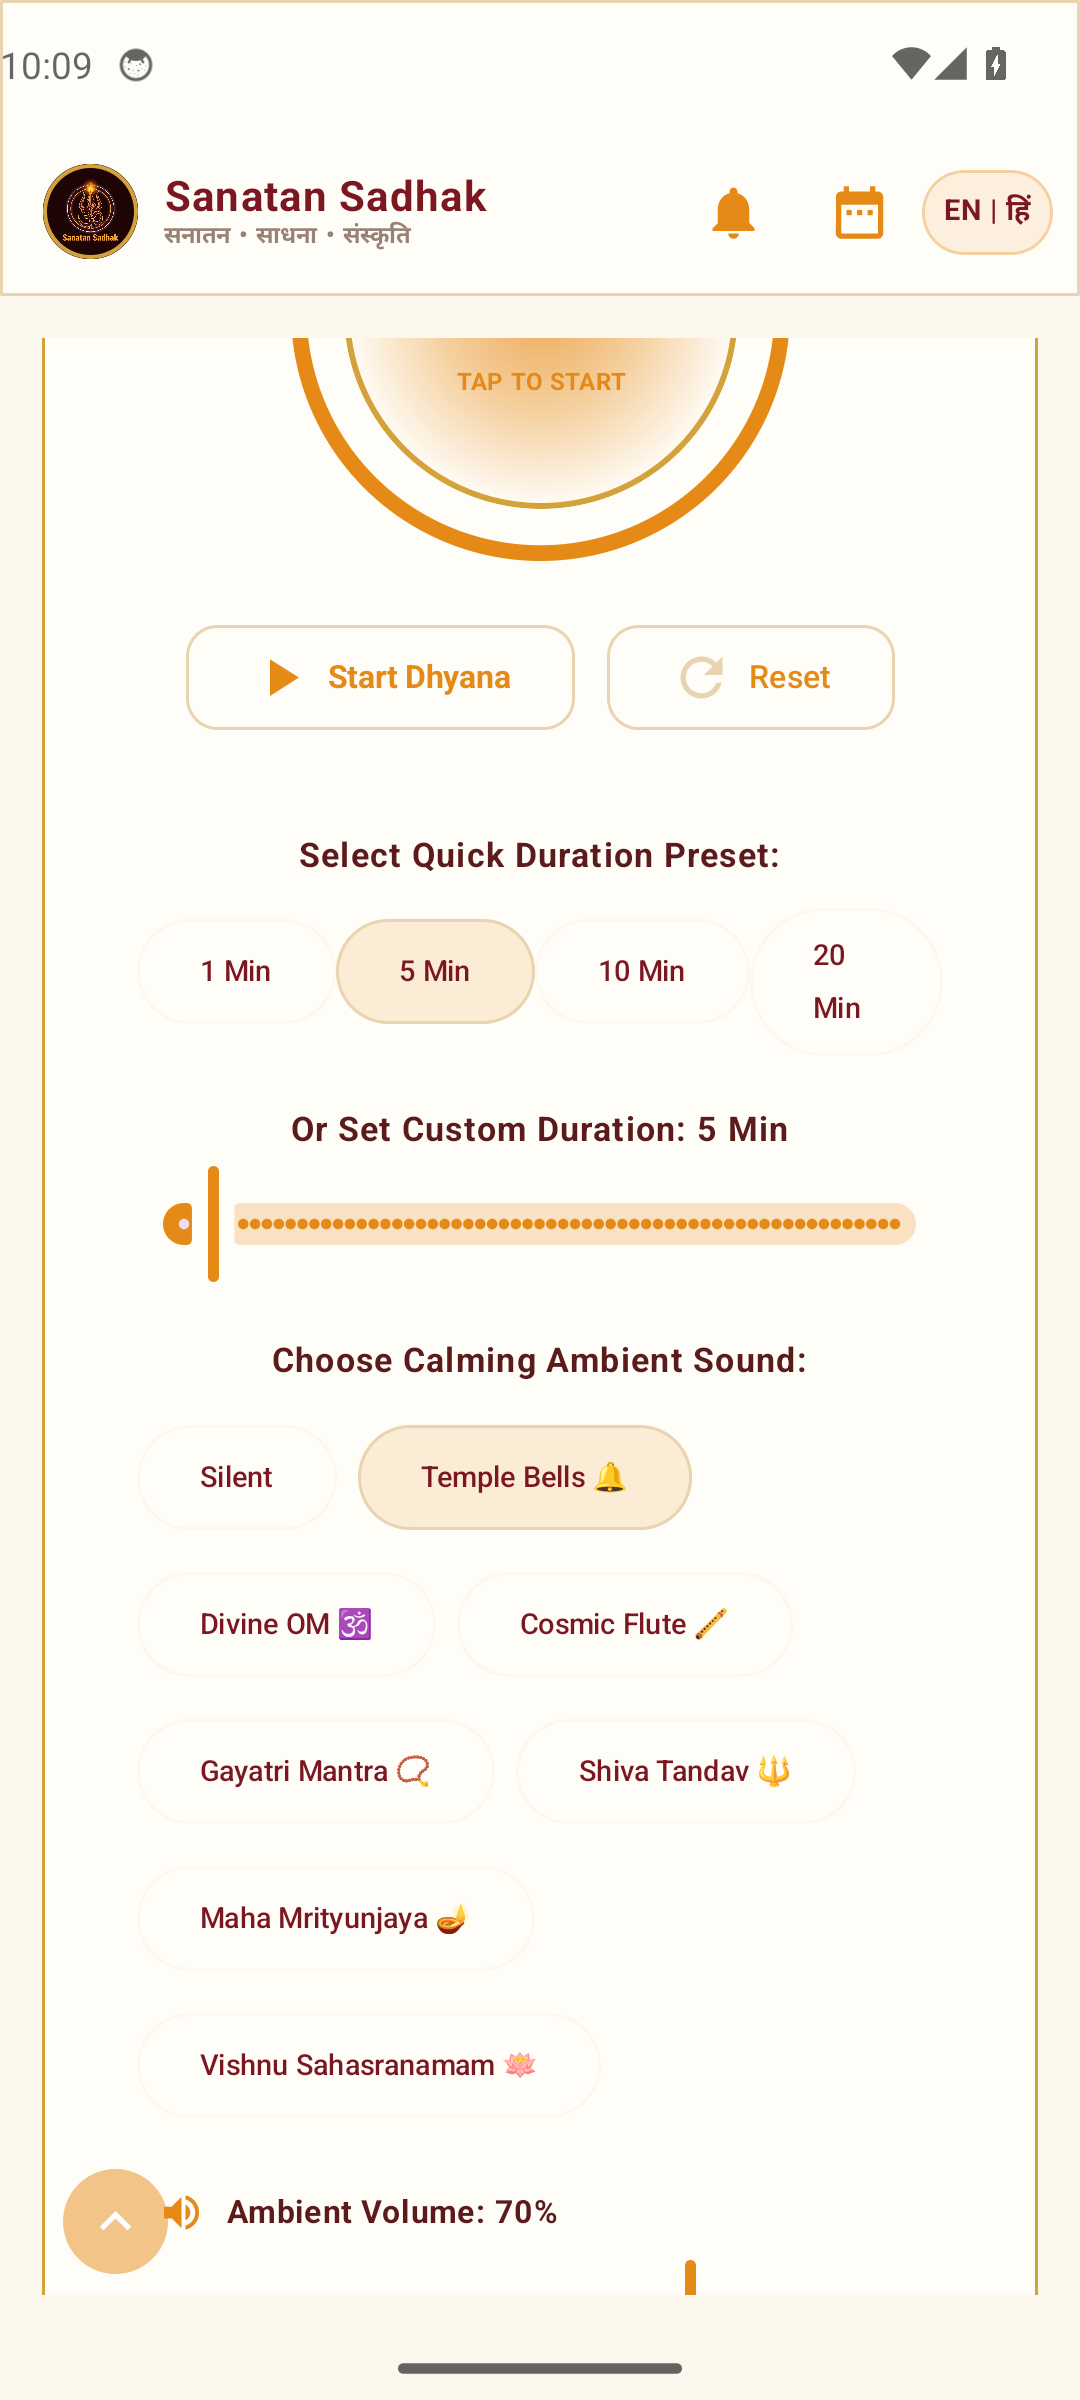 10:09
Sanatan Sadhak
सनातन • साधना • संस्कृति
Sanatan Sadhak
EN | हिं
TAP TO START
Start Dhyana
Reset
Select Quick Duration Preset:
1 Min
5 Min
10 Min
20
Min
Or Set Custom Duration: 5 Min
Choose Calming Ambient Sound:
Silent
Temple Bells 🔔
Divine OM 🕉️
Cosmic Flute 🪈
Gayatri Mantra 📿
Shiva Tandav 🔱
Maha Mrityunjaya 🪔
Vishnu Sahasranamam 🪷
Ambient Volume: 70%